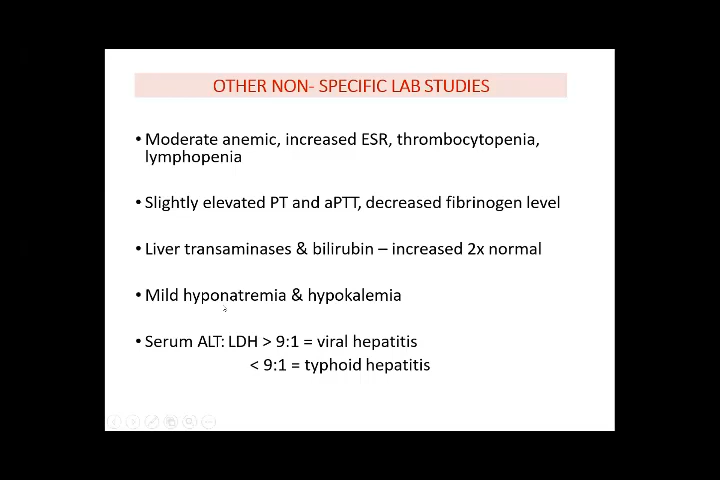 OTHER NON- SPECIFIC LAB STUDIES
• Moderate anemic, increased ESR, thrombocytopenia,
lymphopenia
• Slightly elevated PT and aPTT, decreased fibrinogen level
• Liver transaminases & bilirubin – increased 2x normal
• Mild hyponatremia & hypokalemia
• Serum ALT: LDH > 9:1 = viral hepatitis
< 9:1 = typhoid hepatitis